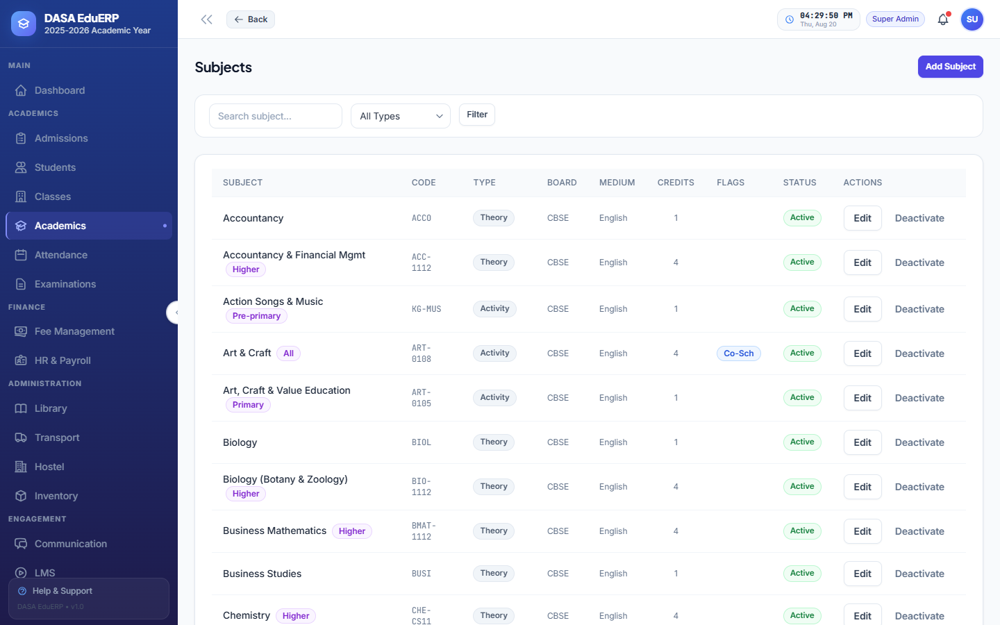 DASA EduERP
2025-2026 Academic Year
MAIN
Dashboard
ACADEMICS
Admissions
Students
Classes
Academics
Attendance
Examinations
FINANCE
Fee Management
HR & Payroll
ADMINISTRATION
Library
Transport
Hostel
Inventory
ENGAGEMENT
Communication
LMS
Help & Support
DASA EduERP • v1.0
Back
04:29:50 PM
Thu, Aug 20
Super Admin
SU
Subjects
Add Subject
Search subject...
All Types
Filter
SUBJECT CODE TYPE BOARD MEDIUM CREDITS FLAGS STATUS ACTIONS
Accountancy ACCO Theory CBSE English 1 Active Edit Deactivate
Accountancy & Financial Mgmt
Higher
ACC-
1112
Theory CBSE English 4 Active Edit Deactivate
Action Songs & Music
Pre-primary
KG-MUS Activity CBSE English 1 Active Edit Deactivate
Art & Craft All
ART-
0108
Activity CBSE English 4 Co-Sch Active Edit Deactivate
Art, Craft & Value Education
Primary
ART-
0105
Activity CBSE English 1 Active Edit Deactivate
Biology BIOL Theory CBSE English 1 Active Edit Deactivate
Biology (Botany & Zoology)
Higher
BIO-
1112
Theory CBSE English 4 Active Edit Deactivate
Business Mathematics Higher
BMAT-
1112
Theory CBSE English 4 Active Edit Deactivate
Business Studies BUSI Theory CBSE English 1 Active Edit Deactivate
Chemistry Higher
CHE-
CS11
Theory CBSE English 4 Active Edit Deactivate